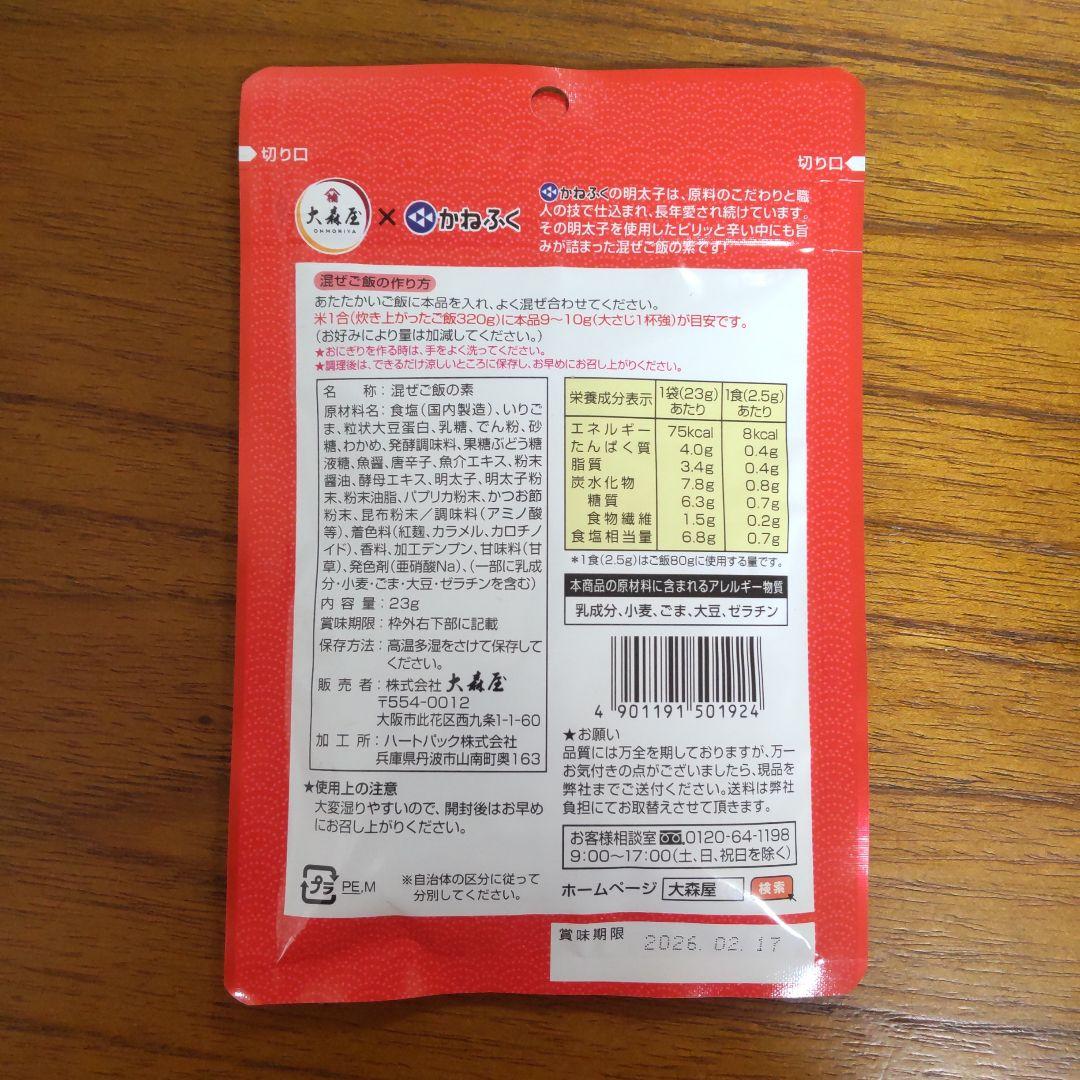 切り口
切り口
大森屋
OHMORIYA
×
かねふく
かねふくの明太子は、原料のこだわりと職
人の技で仕込まれ、長年愛され続けています。
その明太子を使用したピリッと辛い中にも旨
みが詰まった混ぜご飯の素です!
混ぜご飯の作り方
あたたかいご飯に本品を入れ、よく混ぜ合わせてください。
米1合(炊き上がったご飯320g)に本品9〜10g(大さじ1杯強)が目安です。
(お好みにより量は加減してください。)
★おにぎりを作る時は、手をよく洗ってください。
★調理後は、できるだけ涼しいところに保存し、お早めにお召し上がりください。
名称:混ぜご飯の素
原材料名:食塩(国内製造)、いりご
ま、粒状大豆蛋白、乳糖、でん粉、砂
糖、わかめ、発酵調味料、果糖ぶどう糖
液糖、魚醤、唐辛子、魚介エキス、粉末
醤油、酵母エキス、明太子、明太子粉
末、粉末油脂、パプリカ粉末、かつお節
粉末、昆布粉末/調味料(アミノ酸
等)、着色料(紅麹、カラメル、カロチノ
イド)、香料、加工デンプン、甘味料(甘
草)、発色剤(亜硝酸Na)、(一部に乳成
分・小麦・ごま・大豆・ゼラチンを含む)
内容量:23g
賞味期限:枠外右下部に記載
保存方法:高温多湿をさけて保存して
ください。
販売者:株式会社 大森屋
〒554-0012
大阪市此花区西九条1-1-60
加工所:ハートパック株式会社
兵庫県丹波市山南町奥163
★使用上の注意
大変湿りやすいので、開封後はお早め
にお召し上がりください。
プラ PE,M
※自治体の区分に従って
分別してください。
栄養成分表示 1袋(23g)あたり 1食(2.5g)あたり
エネルギー 75kcal 8kcal
たんぱく質 4.0g 0.4g
脂質 3.4g 0.4g
炭水化物 7.8g 0.8g
糖質 6.3g 0.7g
食物繊維 1.5g 0.2g
食塩相当量 6.8g 0.7g
*1食(2.5g)はご飯80gに使用する量です。
本商品の原材料に含まれるアレルギー物質
乳成分、小麦、ごま、大豆、ゼラチン
4 901191 501924
★お願い
品質には万全を期しておりますが、万一
お気付きの点がございましたら、現品を
弊社までご送付ください。送料は弊社
負担にてお取替えさせて頂きます。
お客様相談室 0120-64-1198
9:00〜17:00(土、日、祝日を除く)
ホームページ 大森屋 検索
賞味期限 2026.02.17